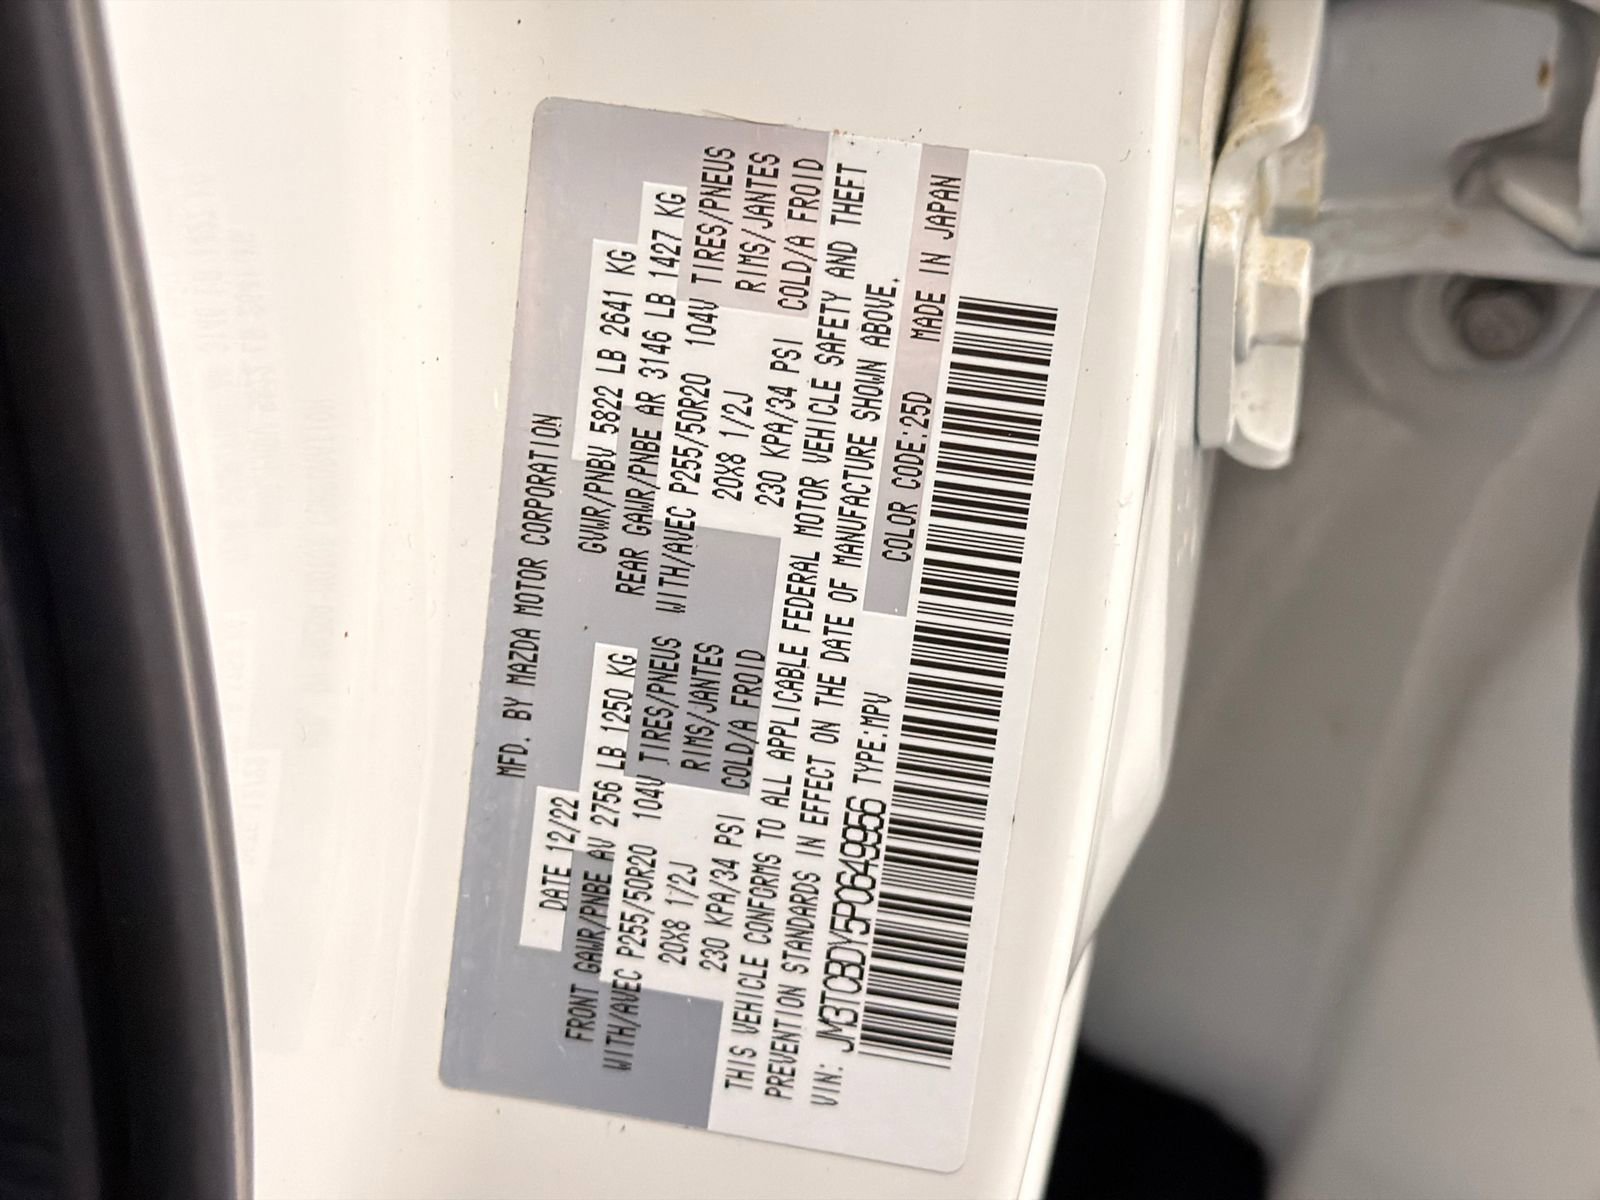 MFD. BY MAZDA MOTOR CORPORATION
DATE 12/22 GVWR/PNBV 5822 LB 2641 KG
FRONT GAWR/PNBE AV 2756 LB 1250 KG REAR GAWR/PNBE AR 3146 LB 1427 KG
WITH/AVEC P255/50R20 104V TIRES/PNEUS WITH/AVEC P255/50R20 104V TIRES/PNEUS
20X8 1/2J RIMS/JANTES 20X8 1/2J RIMS/JANTES
230 KPA/34 PSI COLD/A FROID 230 KPA/34 PSI COLD/A FROID
THIS VEHICLE CONFORMS TO ALL APPLICABLE FEDERAL MOTOR VEHICLE SAFETY AND THEFT
PREVENTION STANDARDS IN EFFECT ON THE DATE OF MANUFACTURE SHOWN ABOVE.
VIN: JM3TCBDY5P0649966 TYPE:MPV COLOR CODE:25D MADE IN JAPAN